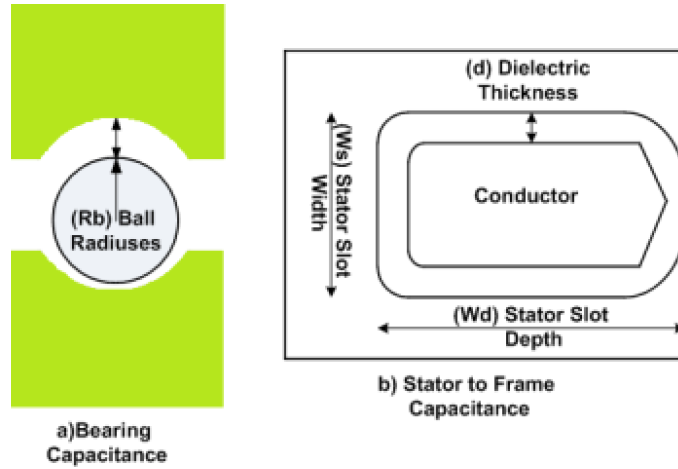 (Rb) Ball
Radiuses
a)Bearing
Capacitance
(d) Dielectric
Thickness
(Ws) Stator Slot
Width
Conductor
(Wd) Stator Slot
Depth
b) Stator to Frame
Capacitance